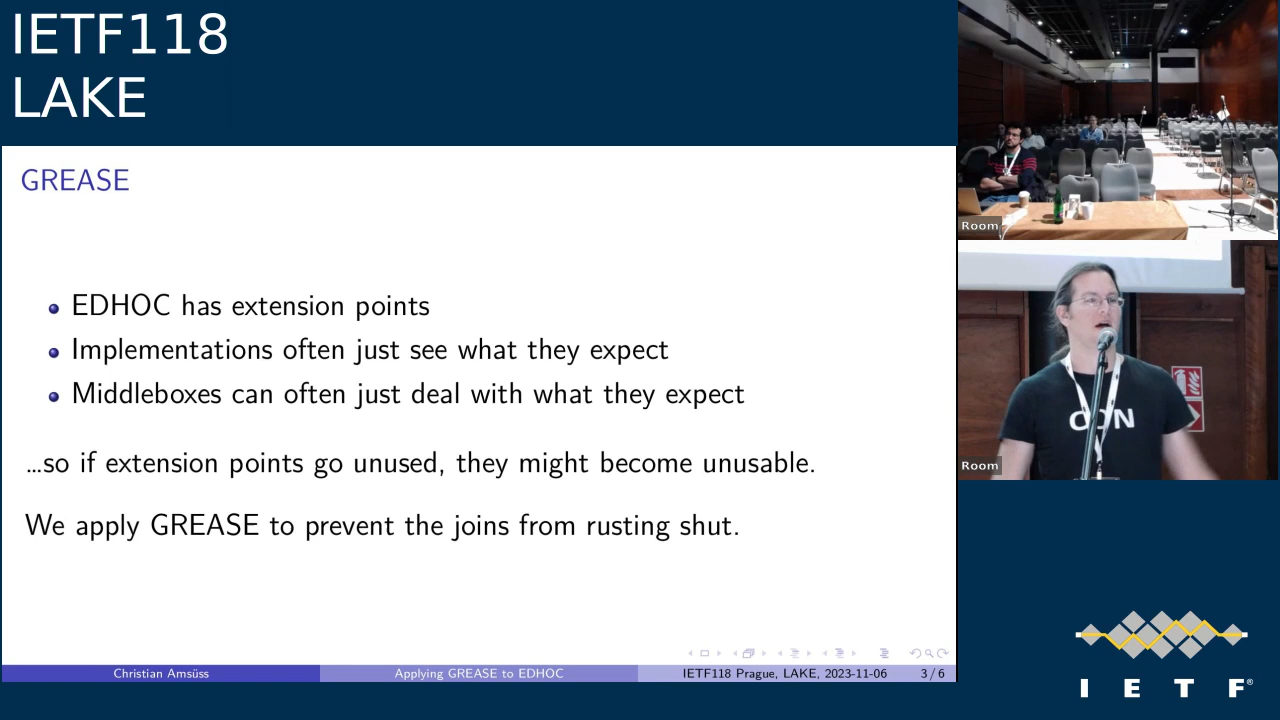 IETF118
LAKE
GREASE
EDHOC has extension points
Implementations often just see what they expect
Middleboxes can often just deal with what they expect
…so if extension points go unused, they might become unusable.
We apply GREASE to prevent the joins from rusting shut.
Christian Amsüss
Applying GREASE to EDHOC
IETF118 Prague, LAKE, 2023-11-06
3 / 6
Room
Room
I E T F®